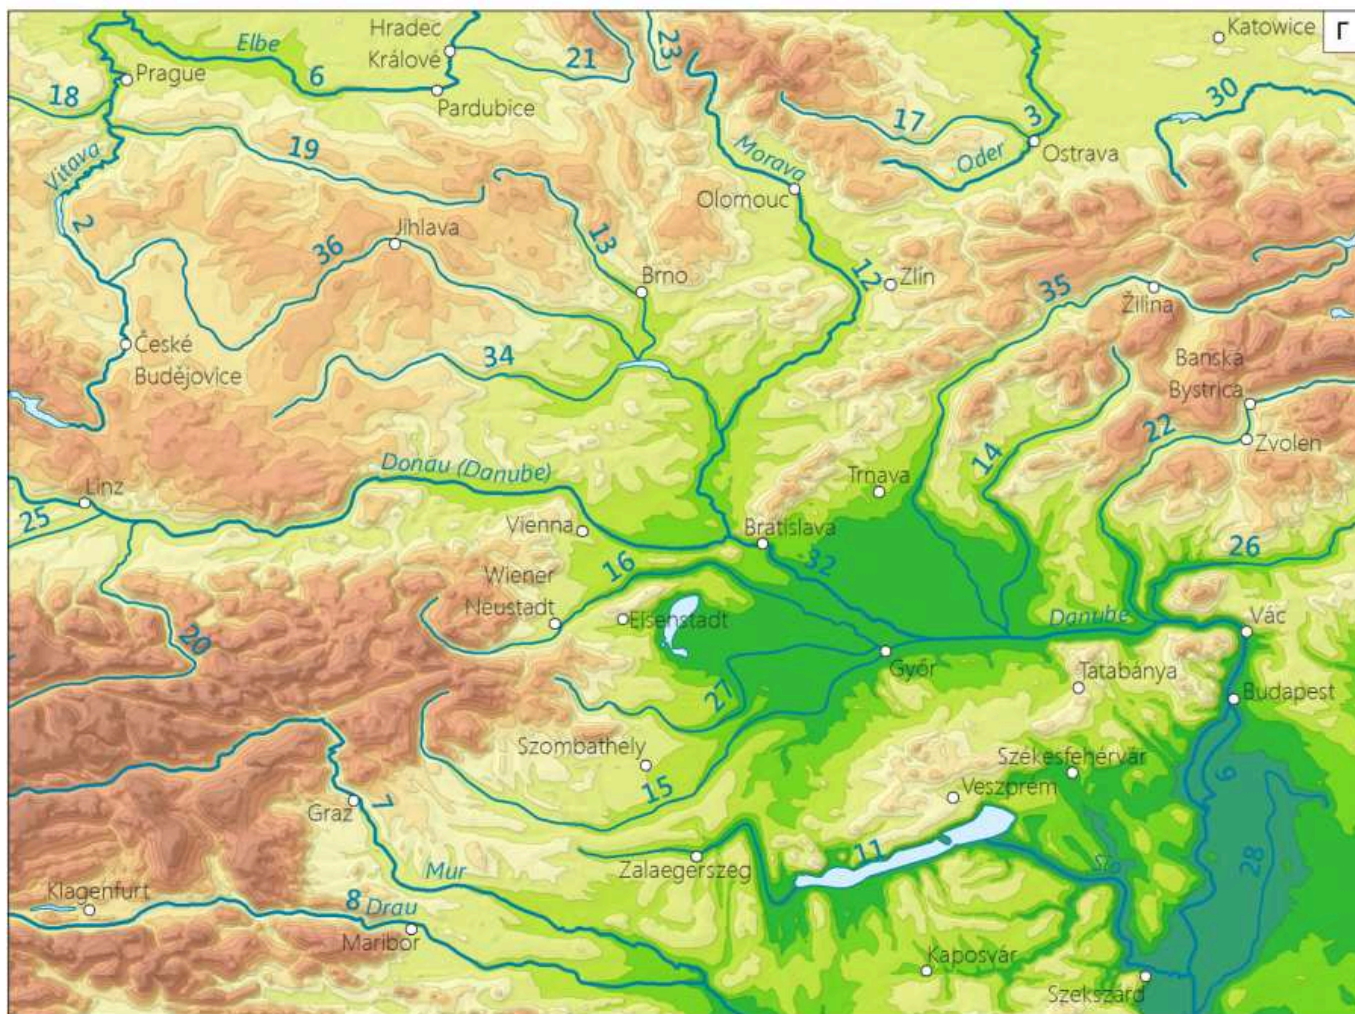 Г
Hradec
Králové
Katowice
Elbe
6
21
23
Prague
Pardubice
18
30
17
3
Ostrava
Oder
19
Vltava
Morava
Olomouc
2
Jihlava
36
13
Brno
12
Zlín
35
Žilina
České
Budějovice
34
Banská
Bystrica
22
Zvolen
14
Donau (Danube)
Linz
25
Trnava
Vienna
Bratislava
32
26
16
Wiener
Neustadt
Eisenstadt
Danube
Vác
20
Győr
Tatabánya
27
Budapest
Szombathely
Székesfehérvár
Veszprém
15
9
7
Graz
11
Zalaegerszeg
Mur
Sió
28
Klagenfurt
8
Drau
Maribor
Kaposvár
Szekszárd